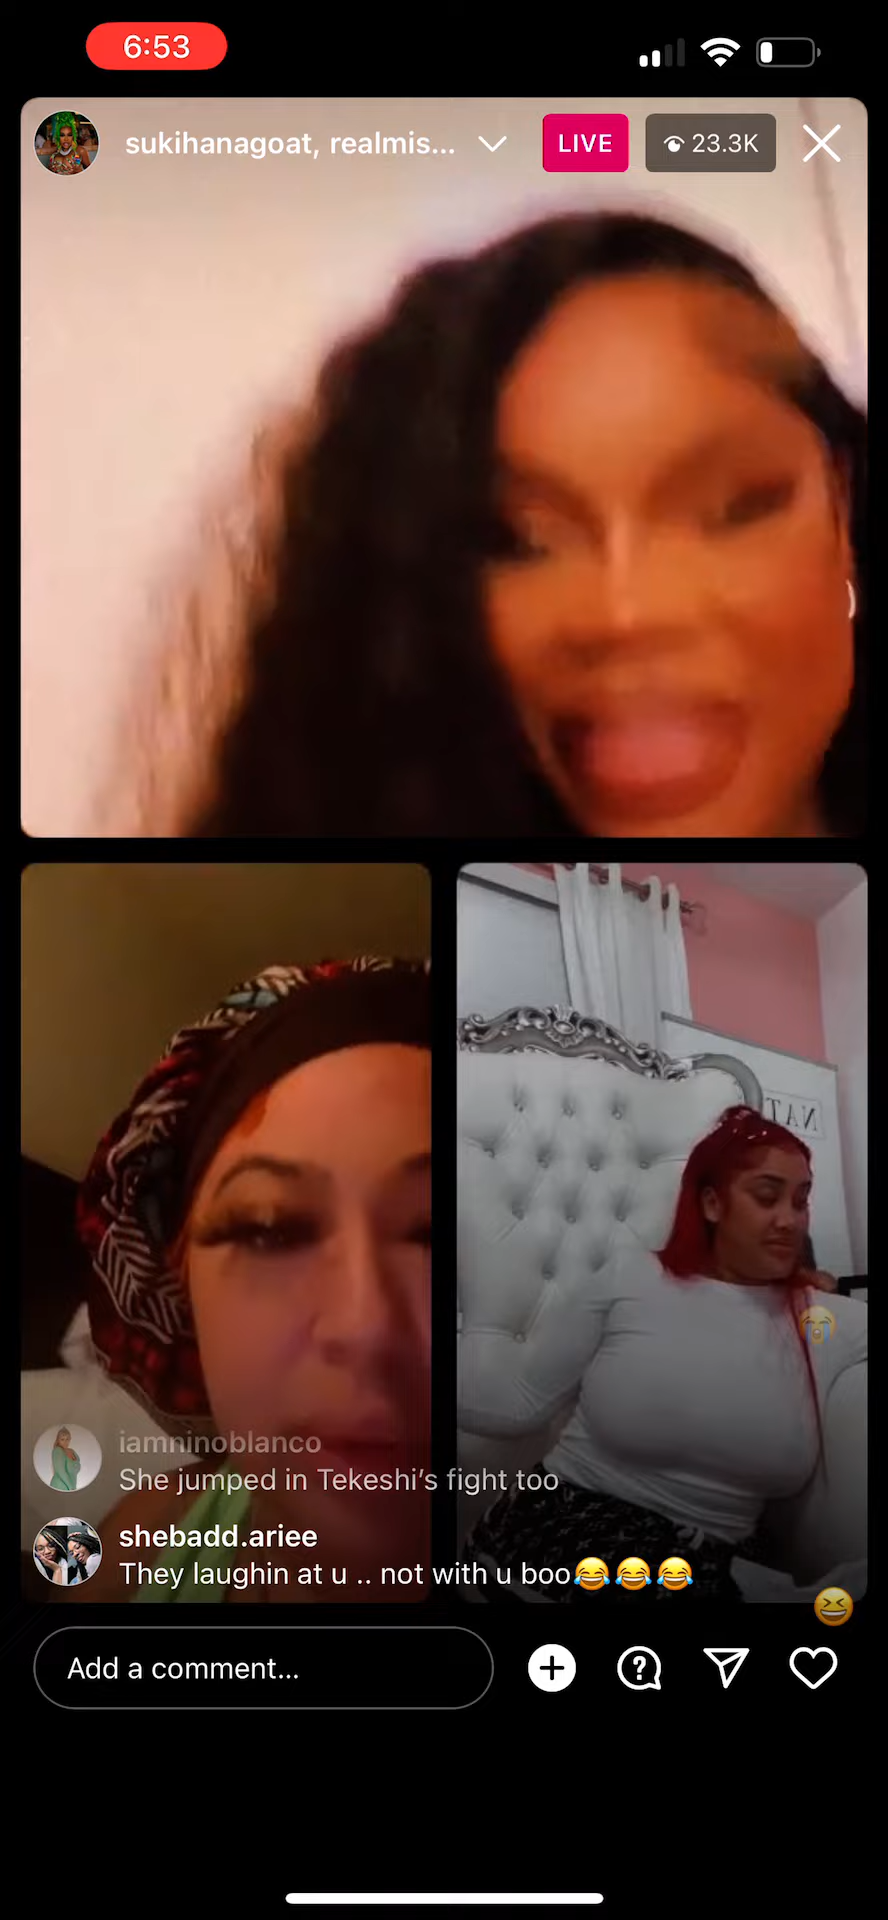 6:53
sukihanagoat, realmis...
LIVE
23.3K
NAT
iamninoblanco
She jumped in Tekeshi's fight too
shebadd.ariee
They laughin at u .. not with u boo😂😂😂
Add a comment...